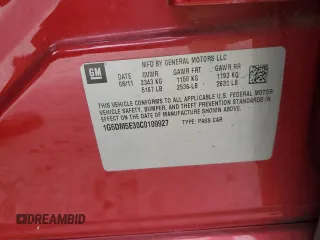 GM
MFD BY GENERAL MOTORS LLC
DATE GVWR GAWR FRT GAWR RR
08/11 2343 KG 1150 KG 1193 KG
5167 LB 2536 LB 2631 LB
THIS VEHICLE CONFORMS TO ALL APPLICABLE U.S. FEDERAL MOTOR
VEHICLE SAFETY, BUMPER, AND THEFT PREVENTION STANDARDS
IN EFFECT ON THE DATE OF MANUFACTURE SHOWN ABOVE.
TYPE: PASS CAR
DREAMBID